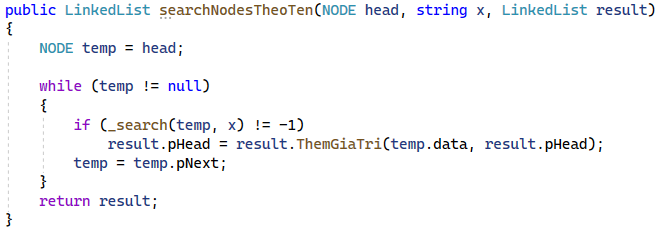 public LinkedList searchNodesTheoTen(NODE head, string x, LinkedList result)
{
    NODE temp = head;

    while (temp != null)
    {
        if (_search(temp, x) != -1)
            result.pHead = result.ThemGiaTri(temp.data, result.pHead);
        temp = temp.pNext;
    }
    return result;
}